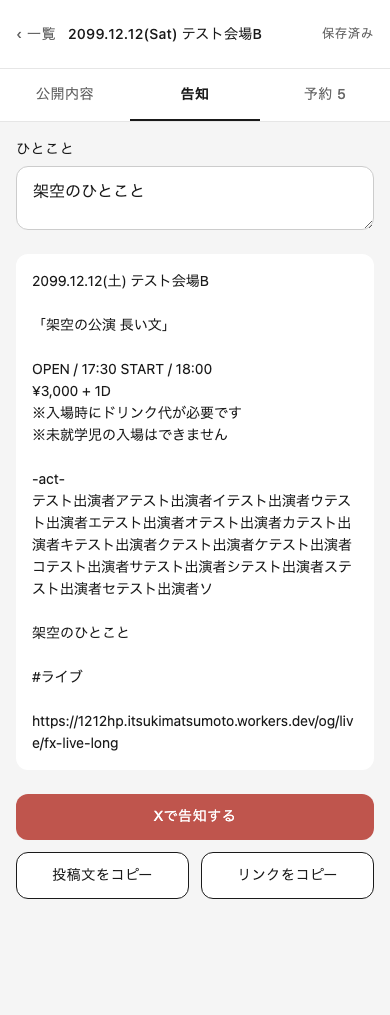 ‹ 一覧 2099.12.12(Sat) テスト会場B 保存済み
公開内容 告知 予約 5
ひとこと
架空のひとこと
2099.12.12(土) テスト会場B
「架空の公演 長い文」
OPEN / 17:30 START / 18:00
¥3,000 + 1D
※入場時にドリンク代が必要です
※未就学児の入場はできません
-act-
テスト出演者アテスト出演者イテスト出演者ウテス
ト出演者エテスト出演者オテスト出演者カテスト出
演者キテスト出演者クテスト出演者ケテスト出演者
コテスト出演者サテスト出演者シテスト出演者ステ
スト出演者セテスト出演者ソ
架空のひとこと
#ライブ
https://1212hp.itsukimatsumoto.workers.dev/og/liv
e/fx-live-long
Xで告知する
投稿文をコピー リンクをコピー